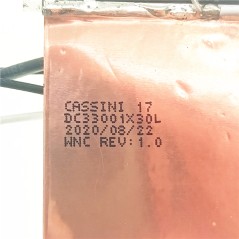 CASSINI 17
DC33001X30L
2020/08/22
WNC REV:1.0